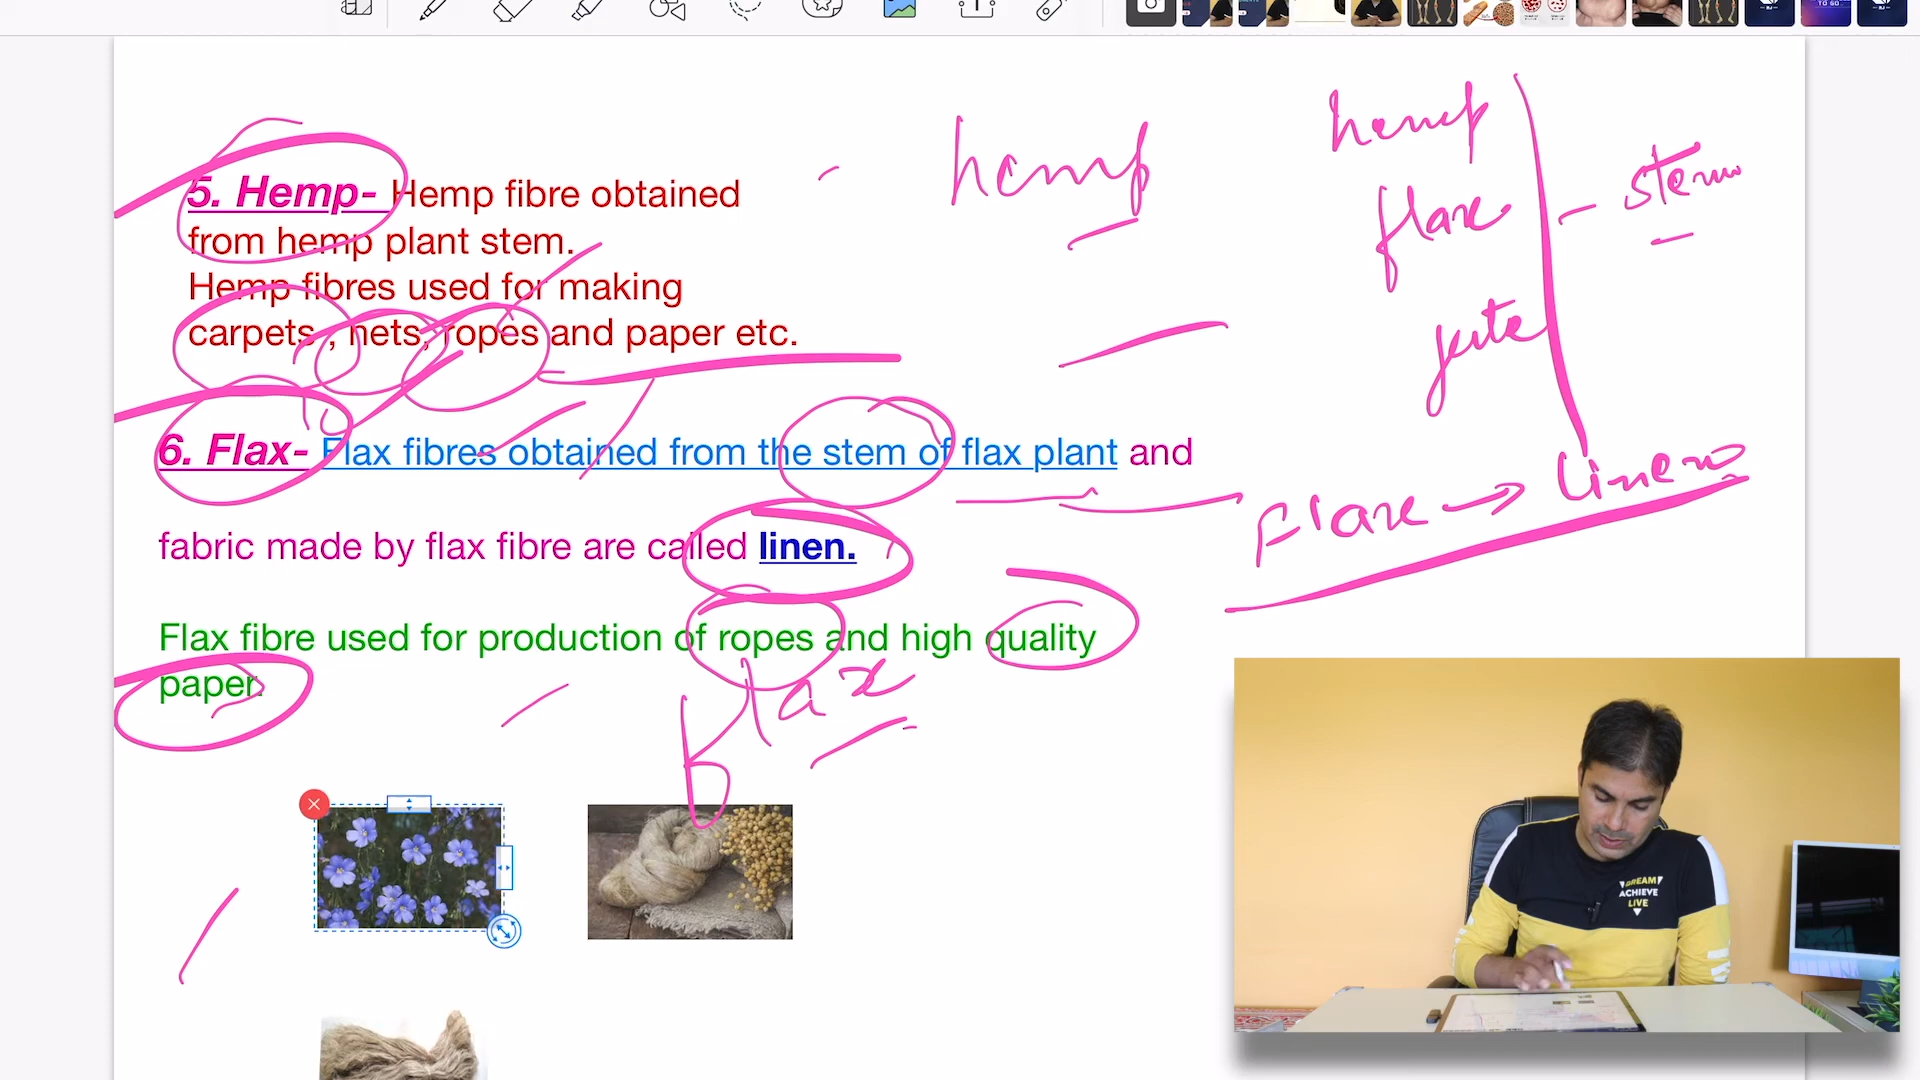 5. Hemp- Hemp fibre obtained
from hemp plant stem.
Hemp fibres used for making
carpets , nets, ropes and paper etc.
hemp
hemp
flax
jute
- stem
6. Flax- Flax fibres obtained from the stem of flax plant and
fabric made by flax fibre are called linen.
Flax → linen
Flax fibre used for production of ropes and high quality
paper.
flax
DREAM
ACHIEVE
LIVE